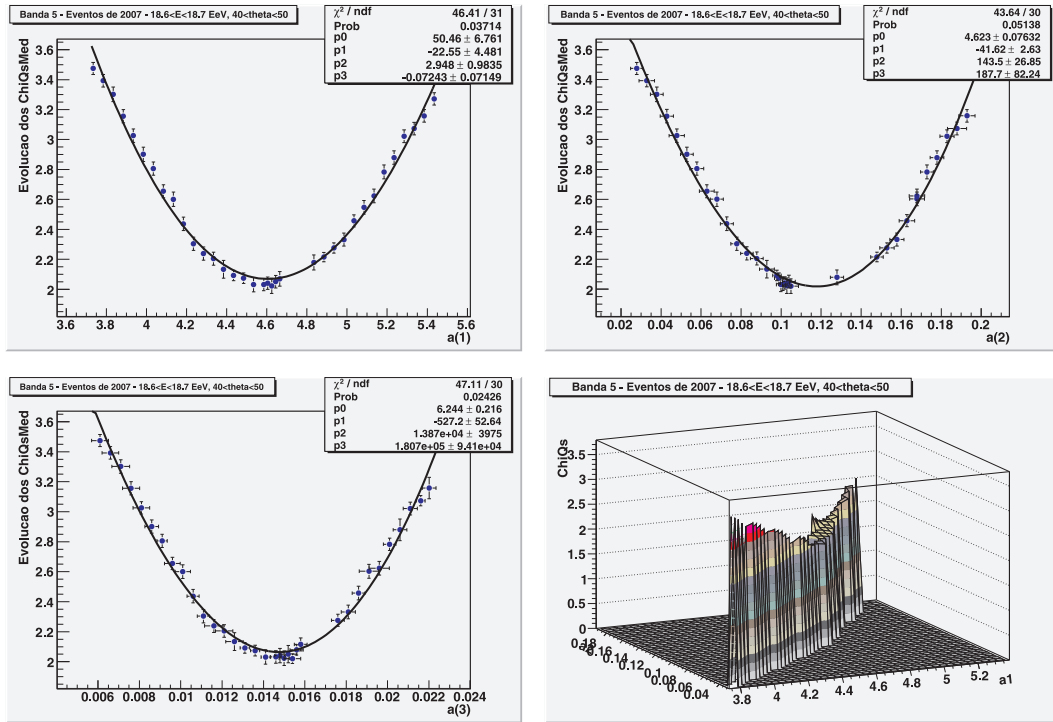 Banda 5 - Eventos de 2007 - 18.6<E<18.7 EeV, 40<theta<50
χ² / ndf 46.41 / 31
Prob 0.03714
p0 50.46 ± 6.761
p1 -22.55 ± 4.481
p2 2.948 ± 0.9835
p3 -0.07243 ± 0.07149
Evolucao dos ChiQsMed
3.6
3.4
3.2
3
2.8
2.6
2.4
2.2
2
3.6 3.8 4 4.2 4.4 4.6 4.8 5 5.2 5.4 5.6
a(1)
Banda 5 - Eventos de 2007 - 18.6<E<18.7 EeV, 40<theta<50
χ² / ndf 43.64 / 30
Prob 0.05138
p0 4.623 ± 0.07632
p1 -41.62 ± 2.63
p2 143.5 ± 26.85
p3 187.7 ± 82.24
Evolucao dos ChiQsMed
3.6
3.4
3.2
3
2.8
2.6
2.4
2.2
2
0.02 0.04 0.06 0.08 0.1 0.12 0.14 0.16 0.18 0.2
a(2)
Banda 5 - Eventos de 2007 - 18.6<E<18.7 EeV, 40<theta<50
χ² / ndf 47.11 / 30
Prob 0.02426
p0 6.244 ± 0.216
p1 -527.2 ± 52.64
p2 1.387e+04 ± 3975
p3 1.807e+05 ± 9.41e+04
Evolucao dos ChiQsMed
3.6
3.4
3.2
3
2.8
2.6
2.4
2.2
2
0.006 0.008 0.01 0.012 0.014 0.016 0.018 0.02 0.022 0.024
a(3)
Banda 5 - Eventos de 2007 - 18.6<E<18.7 EeV, 40<theta<50
ChiQs
3.5
3
2.5
2
1.5
1
0.5
0
0.18 0.16 0.14 0.12 0.1 0.08 0.06 0.04
3.8 4 4.2 4.4 4.6 4.8 5 5.2
a1